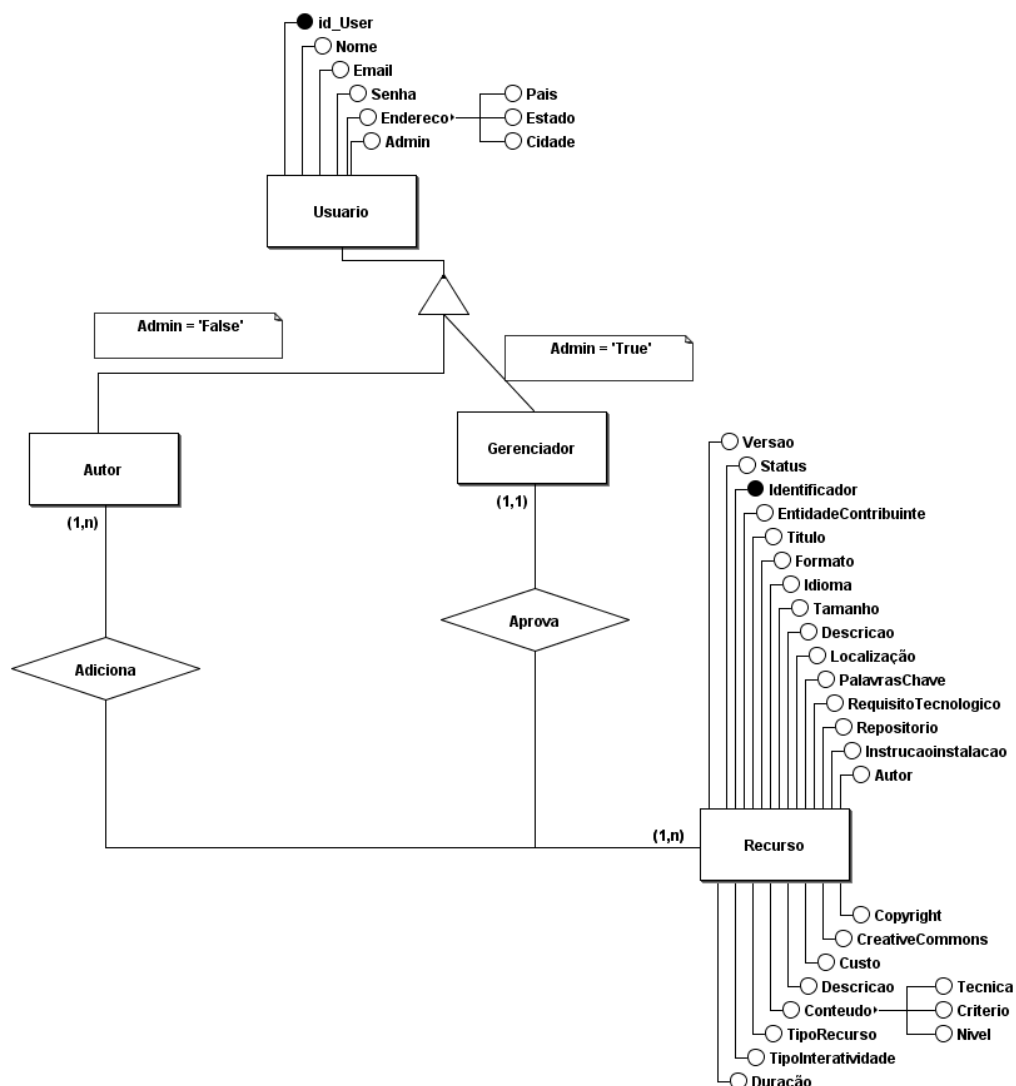 id_User
Nome
Email
Senha
Endereco
Pais
Estado
Cidade
Admin
Usuario
Admin = 'False'
Admin = 'True'
Autor
(1,n)
Gerenciador
(1,1)
Adiciona
Aprova
Versao
Status
Identificador
EntidadeContribuinte
Titulo
Formato
Idioma
Tamanho
Descricao
Localização
PalavrasChave
RequisitoTecnologico
Repositorio
Instrucaoinstalacao
Autor
(1,n)
Recurso
Copyright
CreativeCommons
Custo
Descricao
Conteudo
Tecnica
Criterio
Nivel
TipoRecurso
TipoInteratividade
Duração